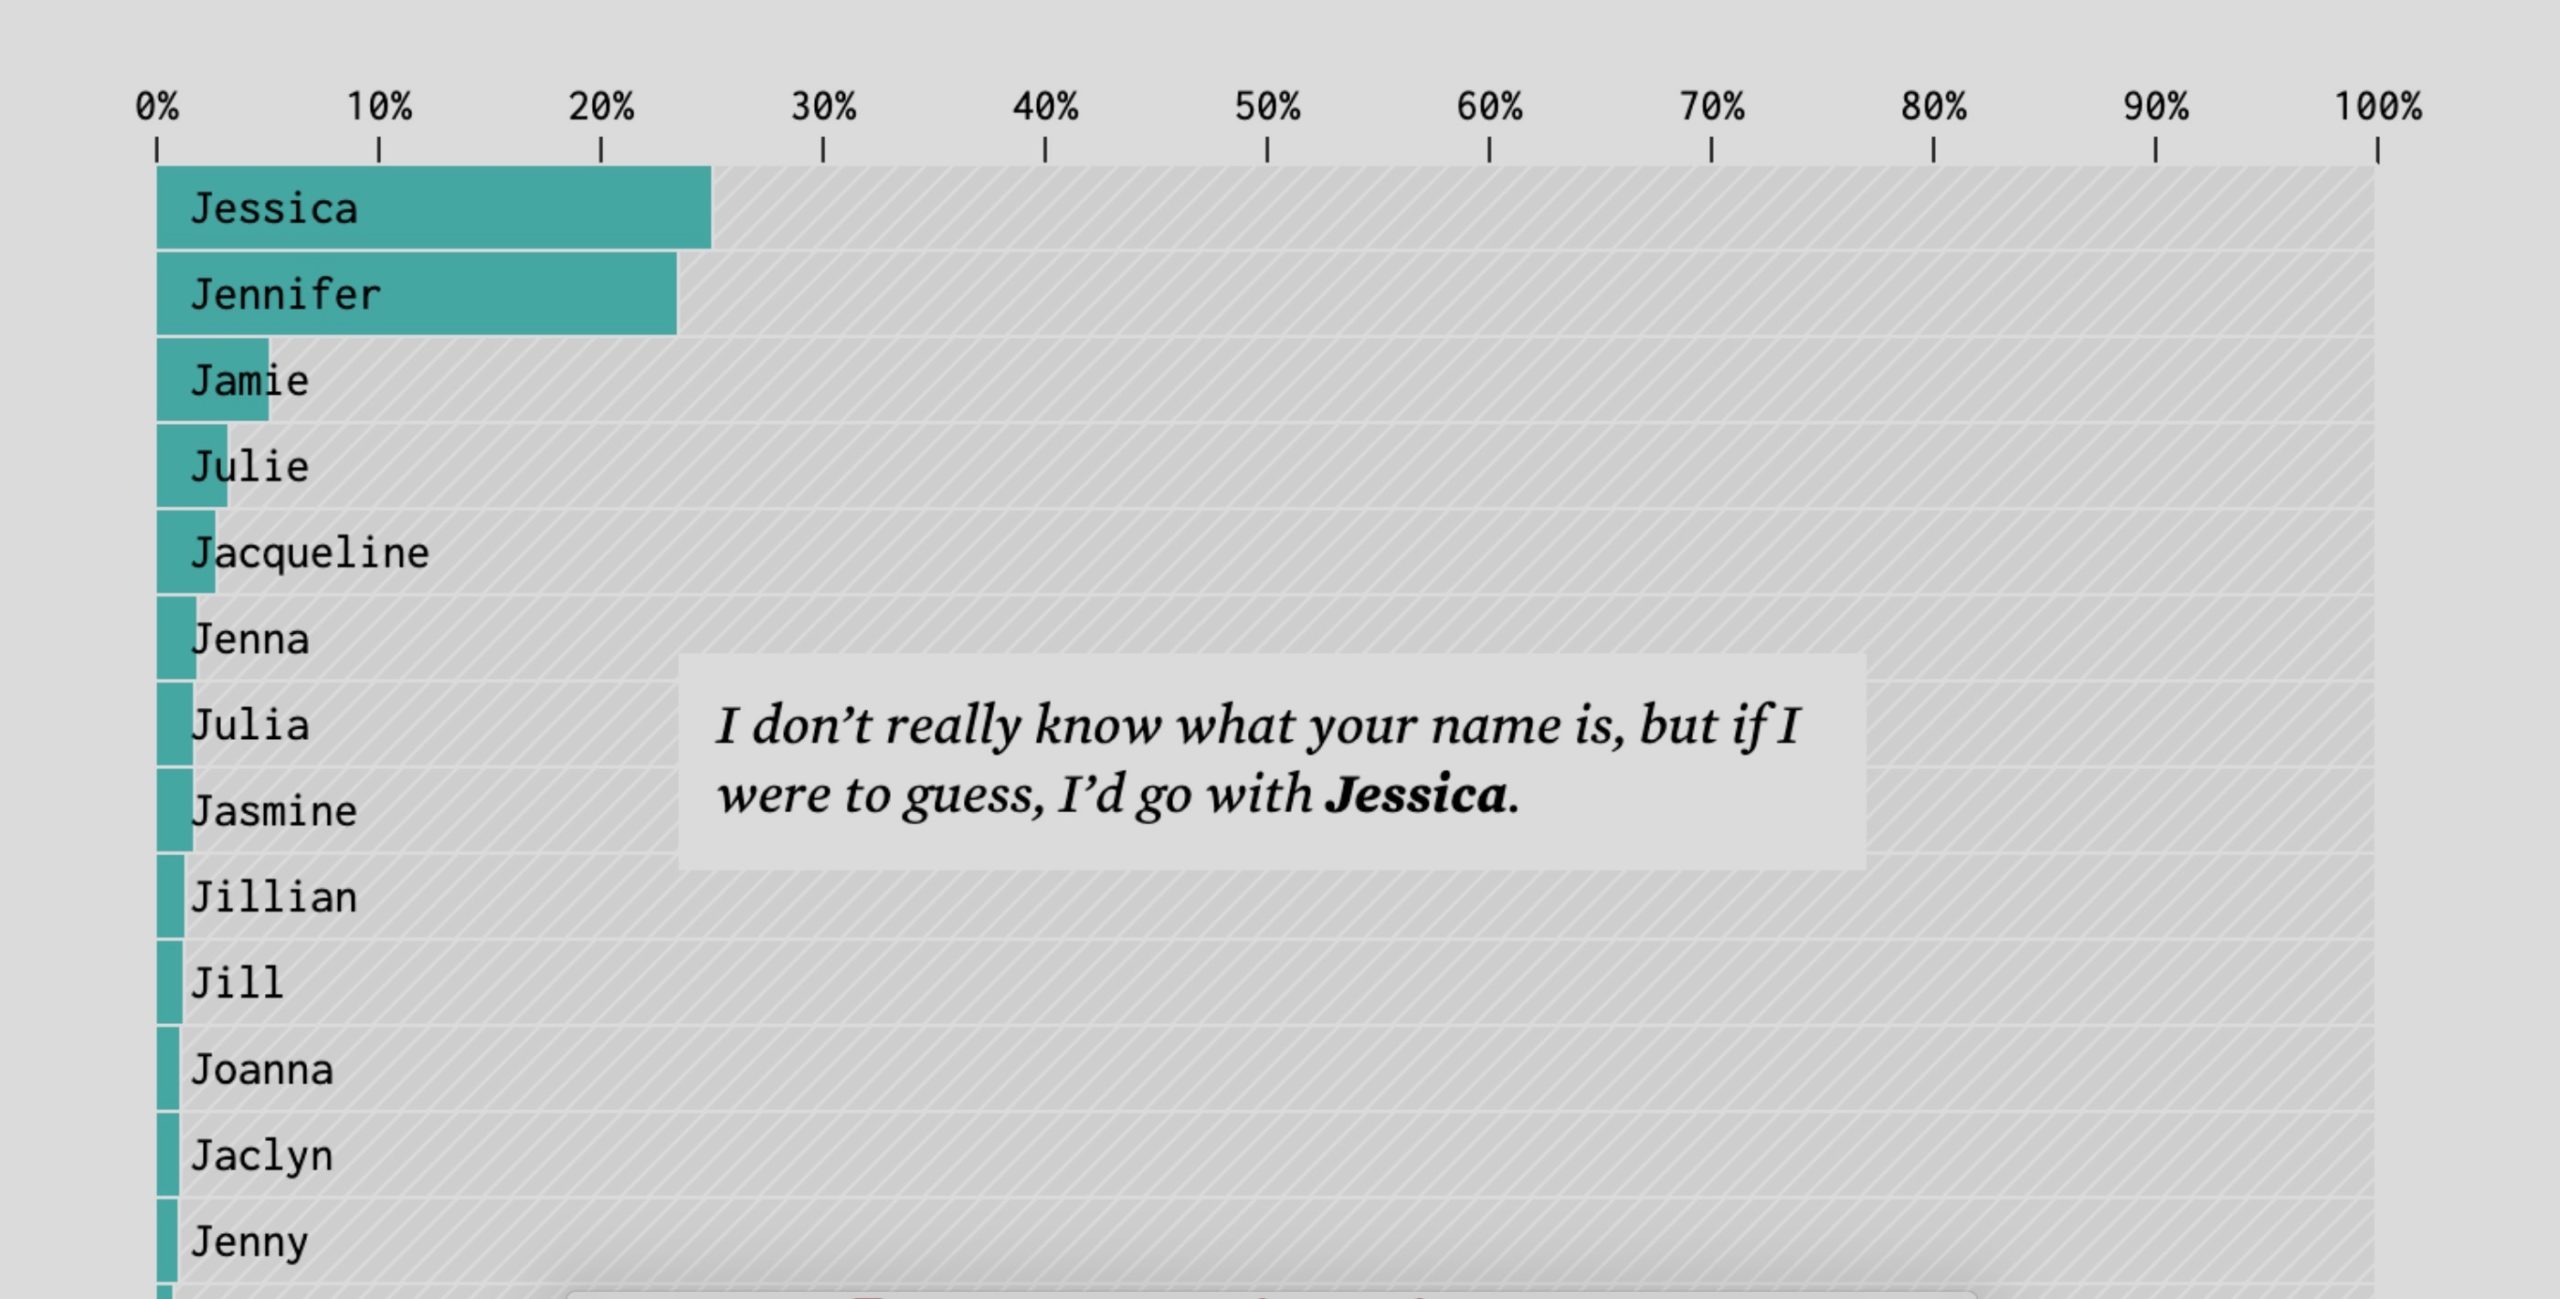 0% 10% 20% 30% 40% 50% 60% 70% 80% 90% 100%
Jessica
Jennifer
Jamie
Julie
Jacqueline
Jenna
Julia
Jasmine
Jillian
Jill
Joanna
Jaclyn
Jenny
I don’t really know what your name is, but if I
were to guess, I’d go with Jessica.